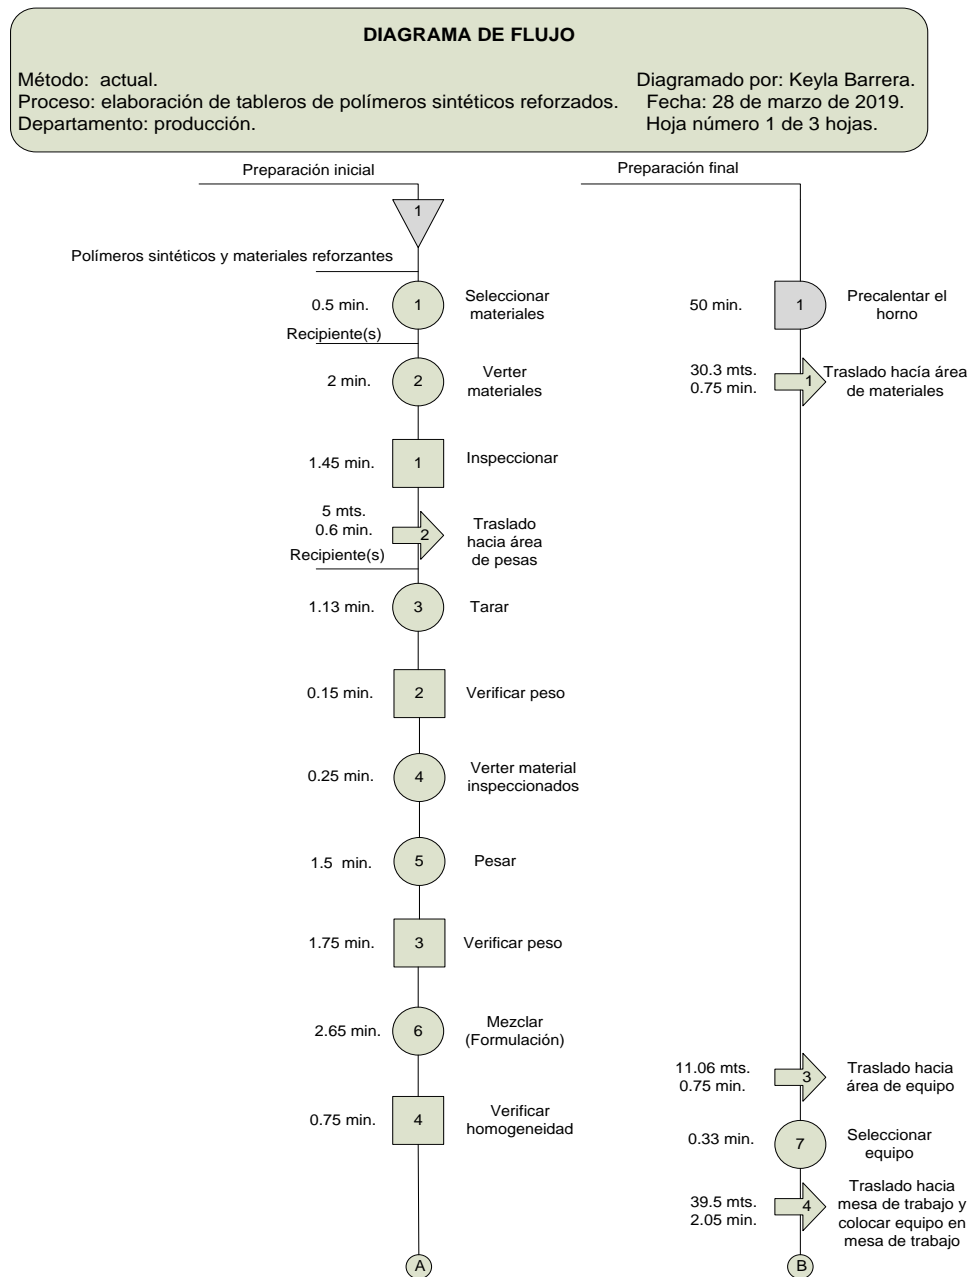 DIAGRAMA DE FLUJO
Método: actual.
Diagramado por: Keyla Barrera.
Proceso: elaboración de tableros de polímeros sintéticos reforzados.
Fecha: 28 de marzo de 2019.
Departamento: producción.
Hoja número 1 de 3 hojas.
Preparación inicial
1
Polímeros sintéticos y materiales reforzantes
0.5 min.
1
Seleccionar
materiales
Recipiente(s)
2 min.
2
Verter
materiales
1.45 min.
1
Inspeccionar
5 mts.
0.6 min.
2
Traslado
hacia área
de pesas
Recipiente(s)
1.13 min.
3
Tarar
0.15 min.
2
Verificar peso
0.25 min.
4
Verter material
inspeccionados
1.5 min.
5
Pesar
1.75 min.
3
Verificar peso
2.65 min.
6
Mezclar
(Formulación)
0.75 min.
4
Verificar
homogeneidad
A
Preparación final
50 min.
1
Precalentar el
horno
30.3 mts.
0.75 min.
1
Traslado hacía área
de materiales
11.06 mts.
0.75 min.
3
Traslado hacia
área de equipo
0.33 min.
7
Seleccionar
equipo
39.5 mts.
2.05 min.
4
Traslado hacia
mesa de trabajo y
colocar equipo en
mesa de trabajo
B